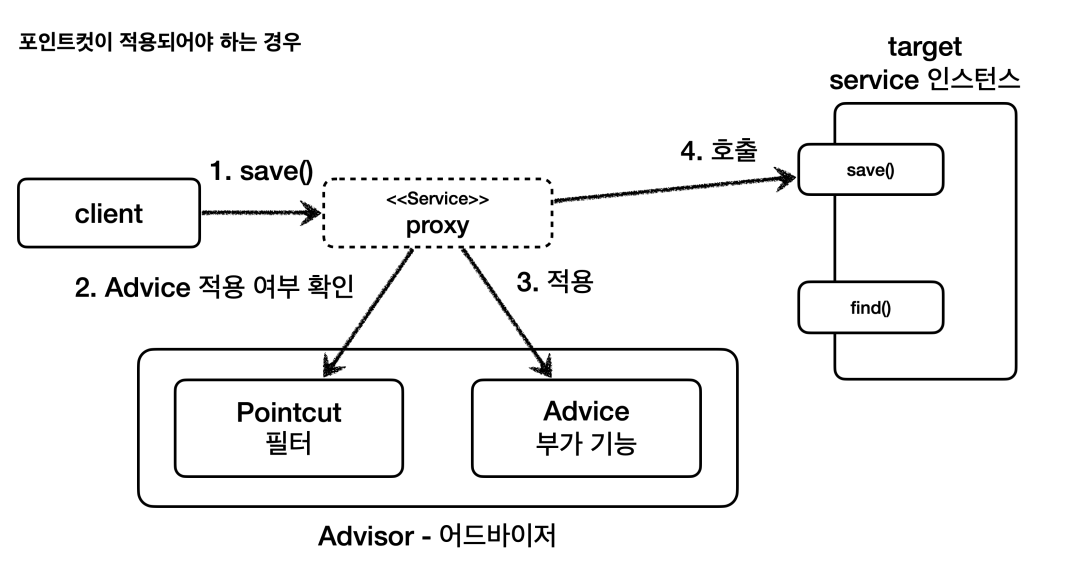 포인트컷이 적용되어야 하는 경우
target
service 인스턴스
1. save()
4. 호출
save()
client
<<Service>>
proxy
2. Advice 적용 여부 확인
3. 적용
find()
Pointcut
필터
Advice
부가 기능
Advisor - 어드바이저